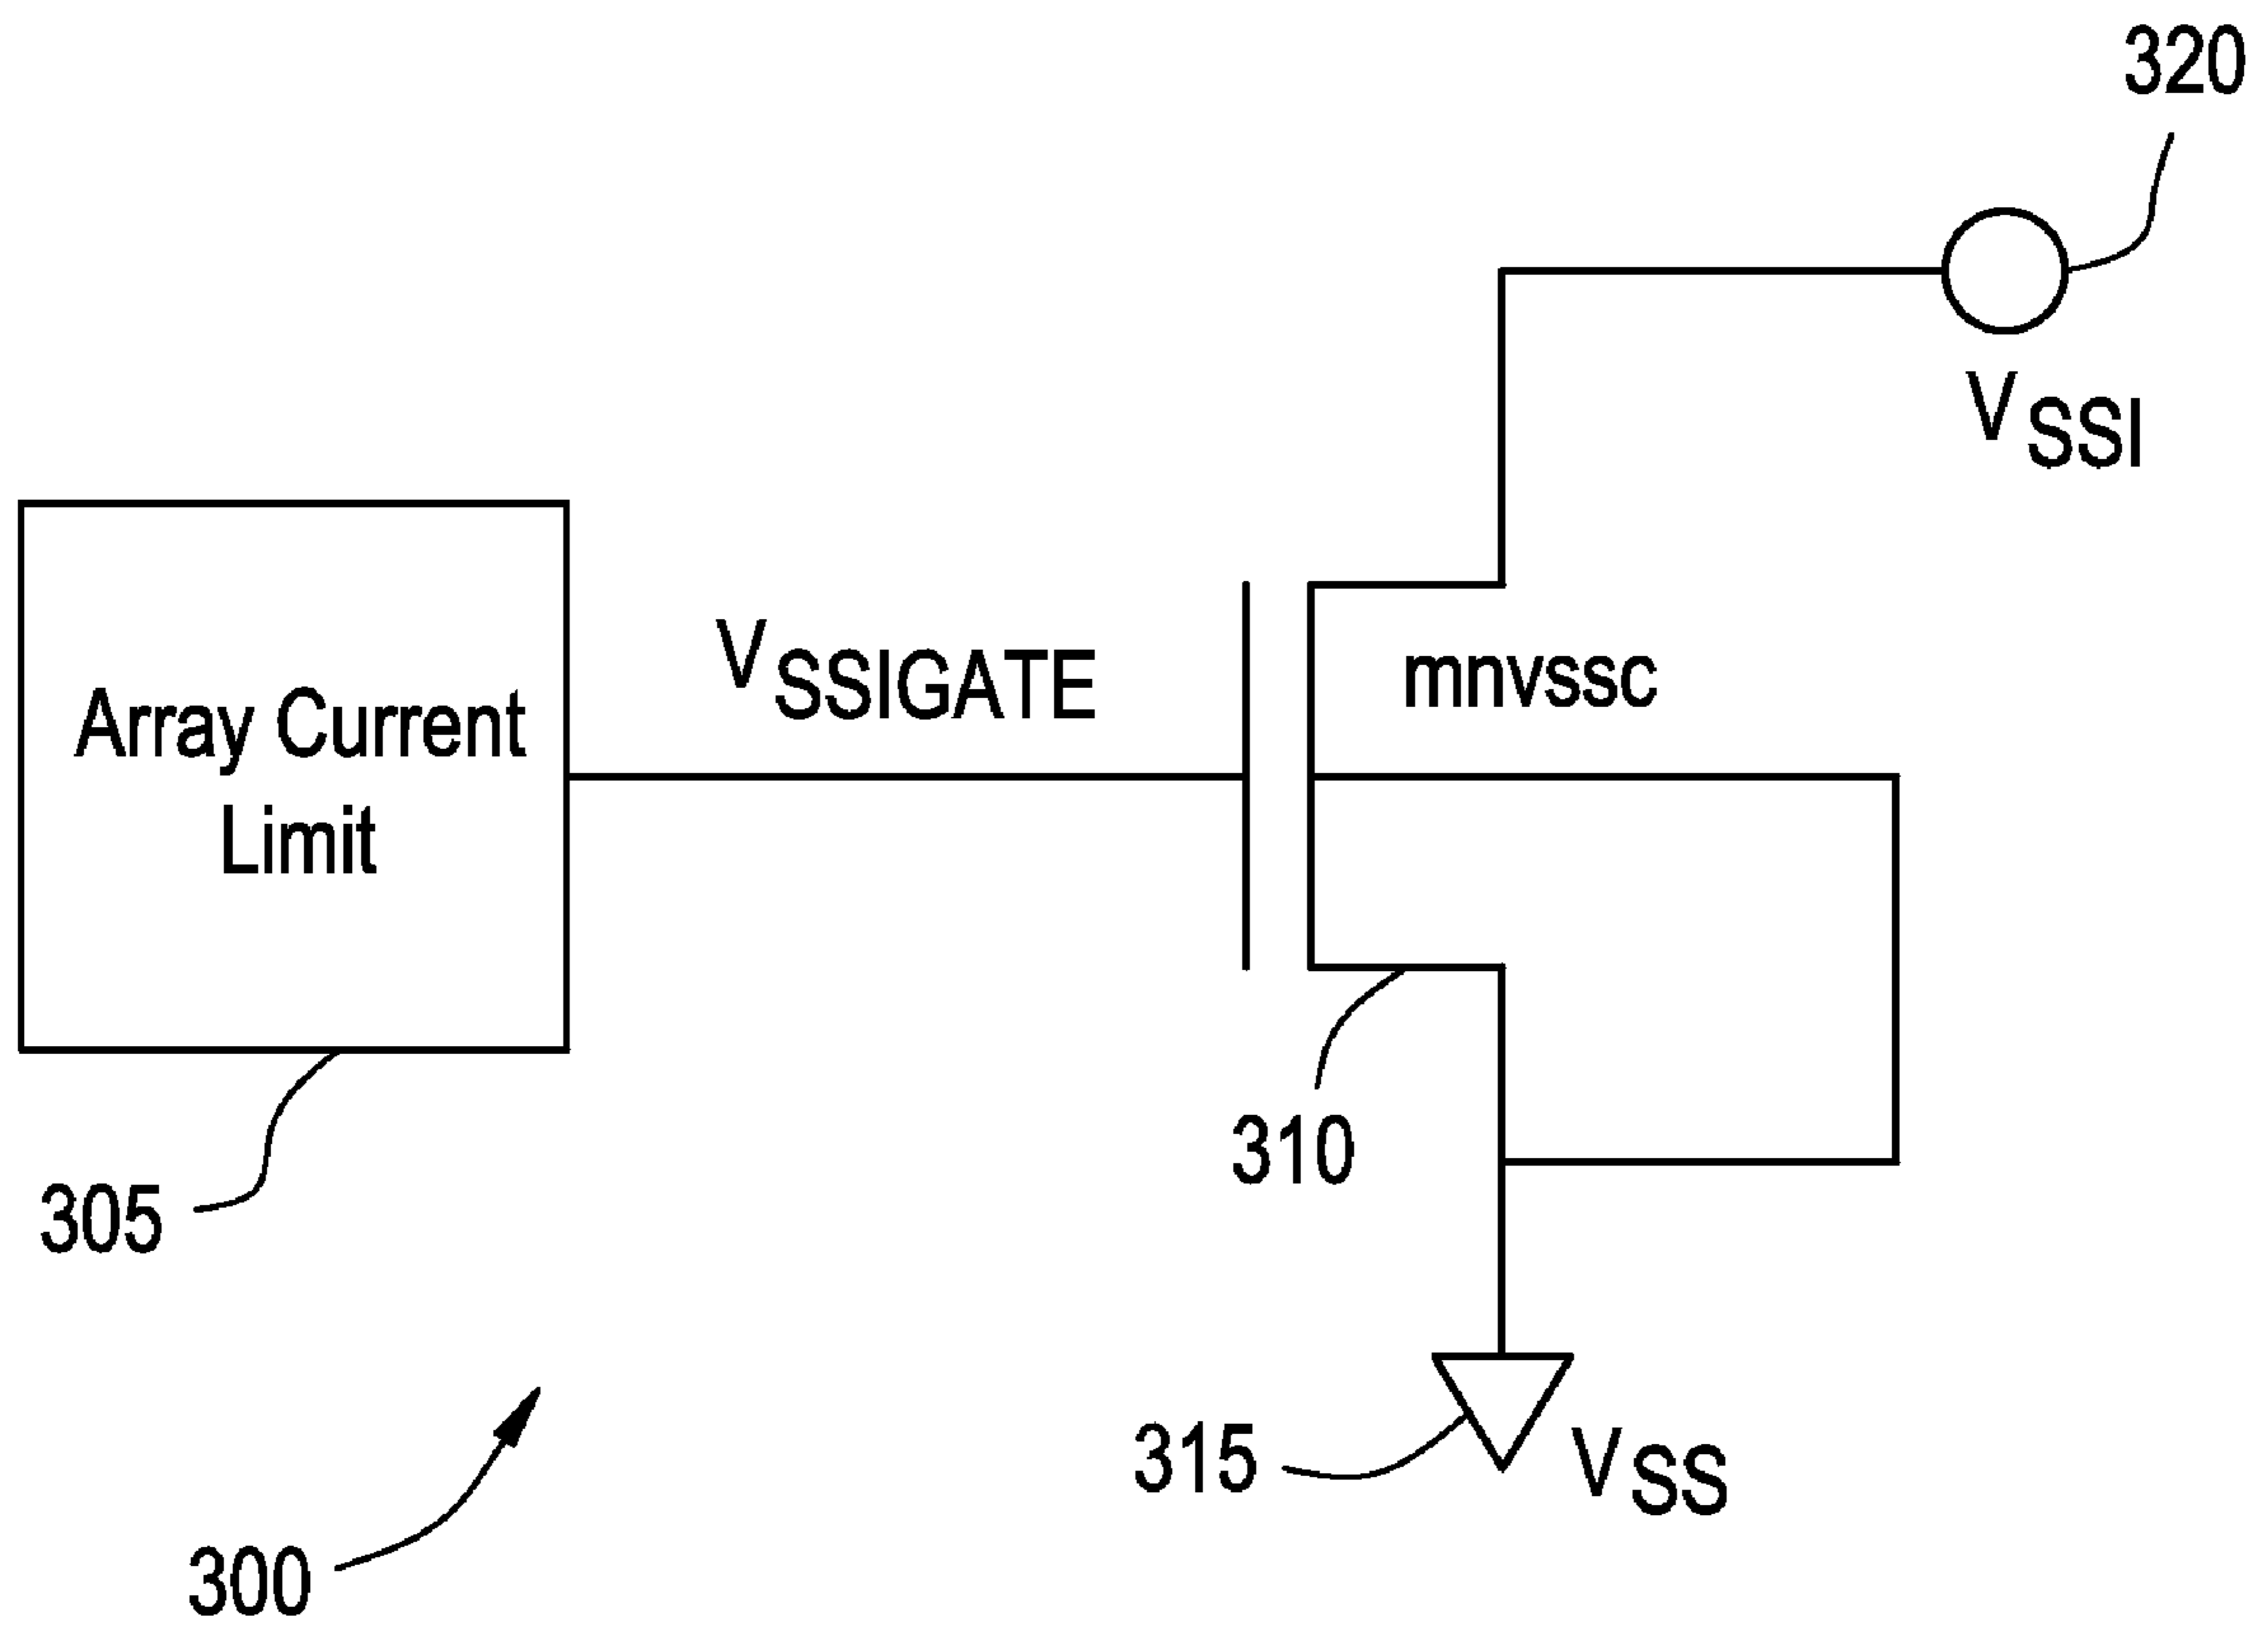 320
VSSI
VSSIGATE
mnvssc
Array Current
Limit
310
305
315
VSS
300